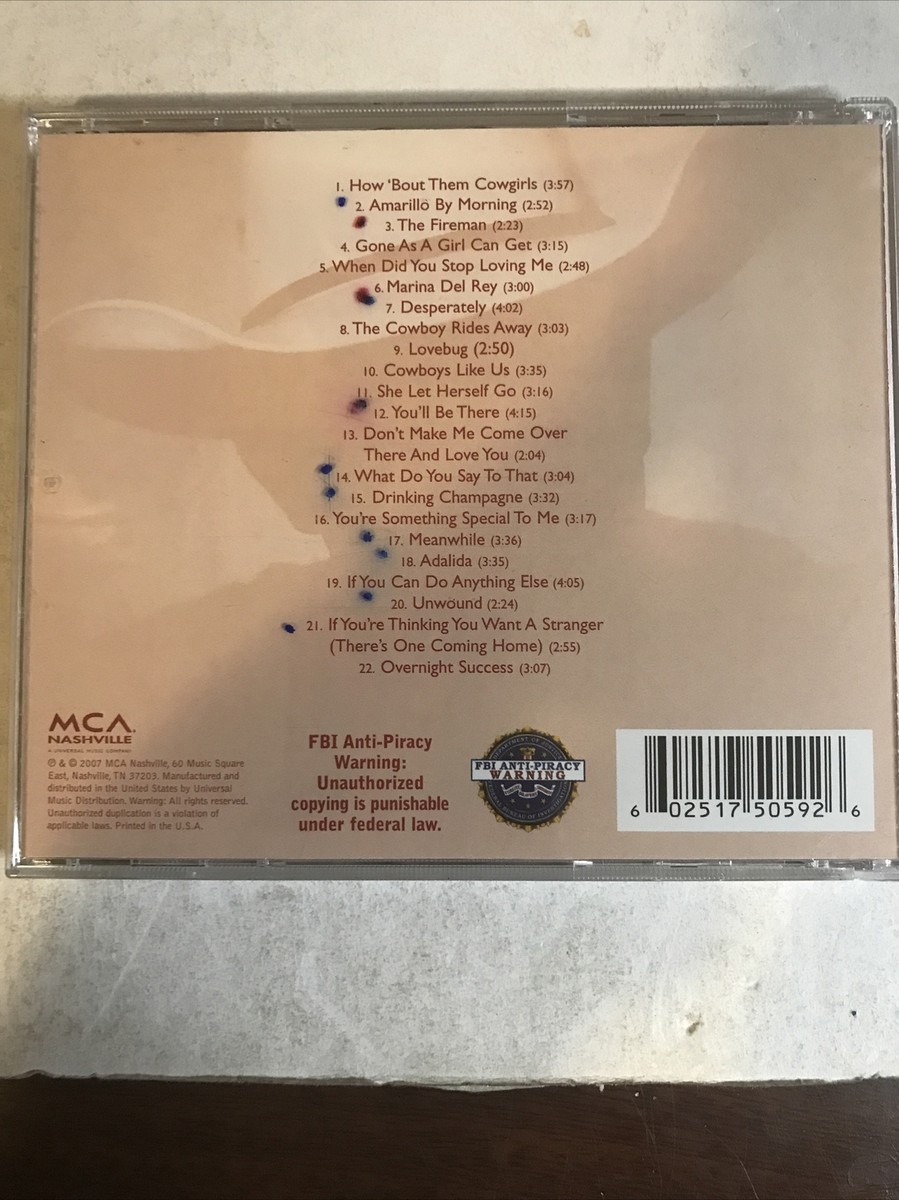 1. How 'Bout Them Cowgirls (3:57)
2. Amarillo By Morning (2:52)
3. The Fireman (2:23)
4. Gone As A Girl Can Get (3:15)
5. When Did You Stop Loving Me (2:48)
6. Marina Del Rey (3:00)
7. Desperately (4:02)
8. The Cowboy Rides Away (3:03)
9. Lovebug (2:50)
10. Cowboys Like Us (3:35)
11. She Let Herself Go (3:16)
12. You'll Be There (4:15)
13. Don't Make Me Come Over
There And Love You (2:04)
14. What Do You Say To That (3:04)
15. Drinking Champagne (3:32)
16. You're Something Special To Me (3:17)
17. Meanwhile (3:36)
18. Adalida (3:35)
19. If You Can Do Anything Else (4:05)
20. Unwound (2:24)
21. If You're Thinking You Want A Stranger
(There's One Coming Home) (2:55)
22. Overnight Success (3:07)
MCA
NASHVILLE
A UNIVERSAL MUSIC COMPANY
℗ & © 2007 MCA Nashville, 60 Music Square
East, Nashville, TN 37203. Manufactured and
distributed in the United States by Universal
Music Distribution. Warning: All rights reserved.
Unauthorized duplication is a violation of
applicable laws. Printed in the U.S.A.
FBI Anti-Piracy
Warning:
Unauthorized
copying is punishable
under federal law.
DEPARTMENT OF JUSTICE
FBI ANTI-PIRACY
WARNING
FEDERAL BUREAU OF INVESTIGATION
6 02517 50592 6